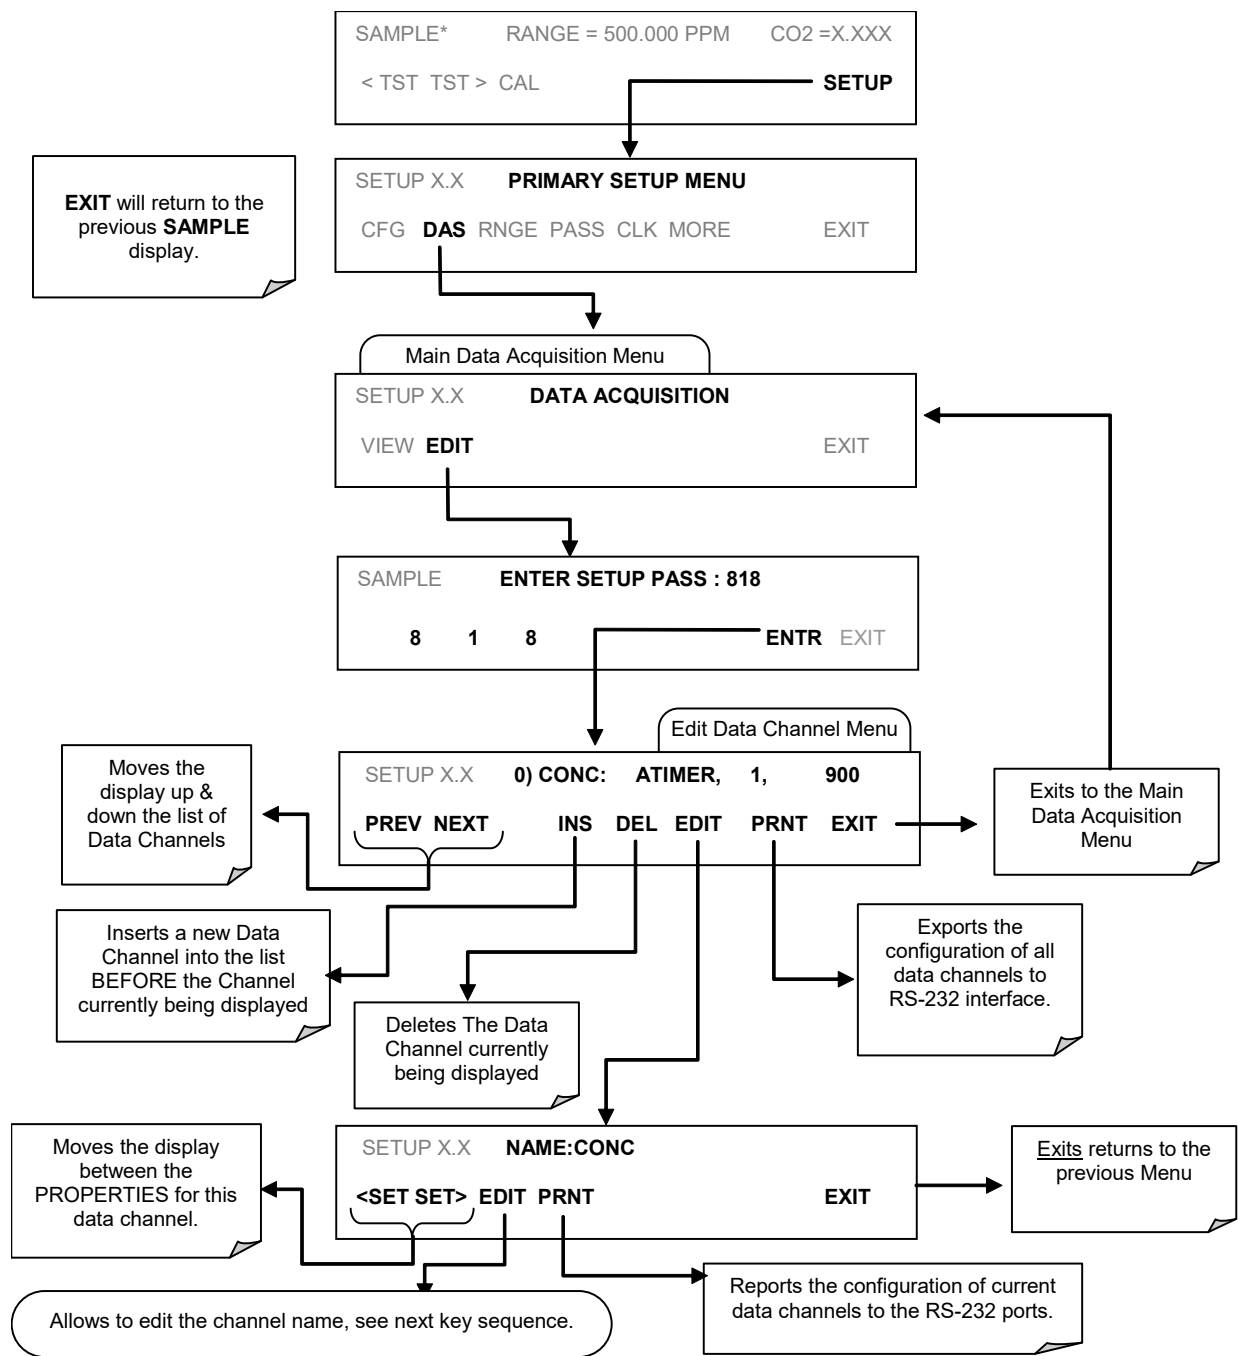 SAMPLE* RANGE = 500.000 PPM CO2 =X.XXX
< TST TST > CAL SETUP
EXIT will return to the
previous SAMPLE
display.
SETUP X.X PRIMARY SETUP MENU
CFG DAS RNGE PASS CLK MORE EXIT
Main Data Acquisition Menu
SETUP X.X DATA ACQUISITION
VIEW EDIT EXIT
SAMPLE ENTER SETUP PASS : 818
8 1 8 ENTR EXIT
Edit Data Channel Menu
SETUP X.X 0) CONC: ATIMER, 1, 900
PREV NEXT INS DEL EDIT PRNT EXIT
Moves the
display up &
down the list of
Data Channels
Exits to the Main
Data Acquisition
Menu
Inserts a new Data
Channel into the list
BEFORE the Channel
currently being displayed
Deletes The Data
Channel currently
being displayed
Exports the
configuration of all
data channels to
RS-232 interface.
SETUP X.X NAME:CONC
<SET SET> EDIT PRNT EXIT
Moves the display
between the
PROPERTIES for this
data channel.
Exits returns to the
previous Menu
Allows to edit the channel name, see next key sequence.
Reports the configuration of current
data channels to the RS-232 ports.